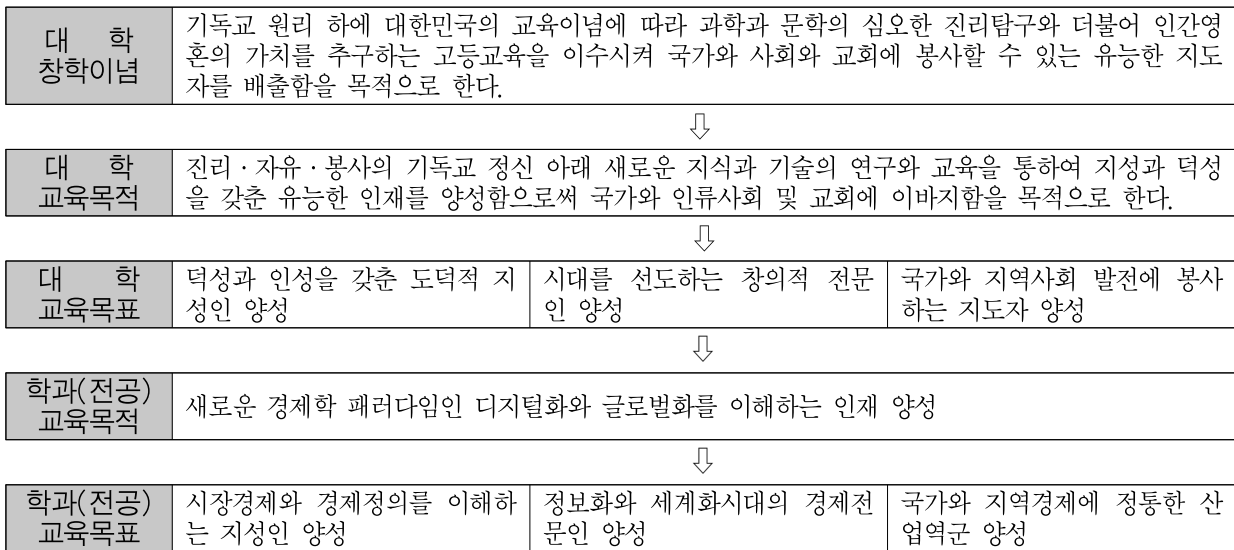 대 학
창학이념
기독교 원리 하에 대한민국의 교육이념에 따라 과학과 문학의 심오한 진리탐구와 더불어 인간영
혼의 가치를 추구하는 고등교육을 이수시켜 국가와 사회와 교회에 봉사할 수 있는 유능한 지도
자를 배출함을 목적으로 한다.
⇩
대 학
교육목적
진리·자유·봉사의 기독교 정신 아래 새로운 지식과 기술의 연구와 교육을 통하여 지성과 덕성
을 갖춘 유능한 인재를 양성함으로써 국가와 인류사회 및 교회에 이바지함을 목적으로 한다.
⇩
대 학
교육목표
덕성과 인성을 갖춘 도덕적 지
성인 양성
시대를 선도하는 창의적 전문
인 양성
국가와 지역사회 발전에 봉사
하는 지도자 양성
⇩
학과(전공)
교육목적
새로운 경제학 패러다임인 디지털화와 글로벌화를 이해하는 인재 양성
⇩
학과(전공)
교육목표
시장경제와 경제정의를 이해하
는 지성인 양성
정보화와 세계화시대의 경제전
문인 양성
국가와 지역경제에 정통한 산
업역군 양성